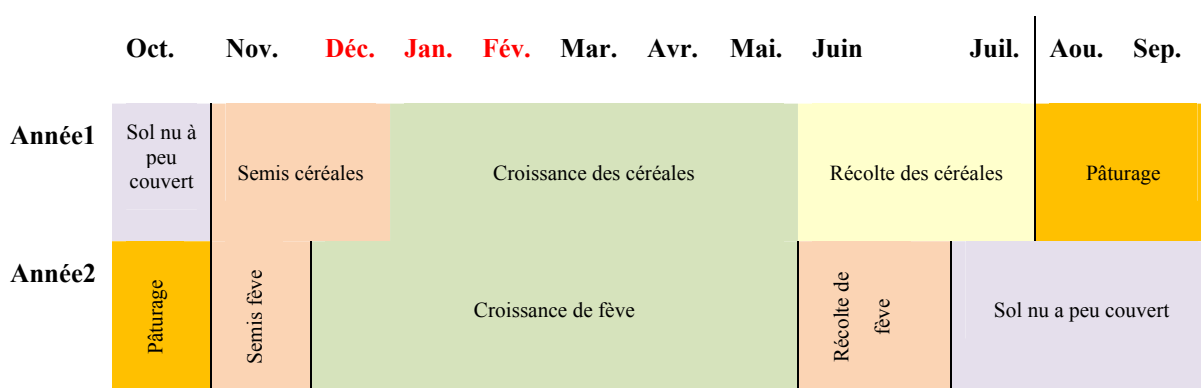 Oct. Nov. Déc. Jan. Fév. Mar. Avr. Mai. Juin Juil. Aou. Sep.
Année1
Sol nu à
peu
couvert
Semis céréales
Croissance des céréales
Récolte des céréales
Pâturage
Année2
Pâturage
Semis fève
Croissance de fève
Récolte de
fève
Sol nu a peu couvert